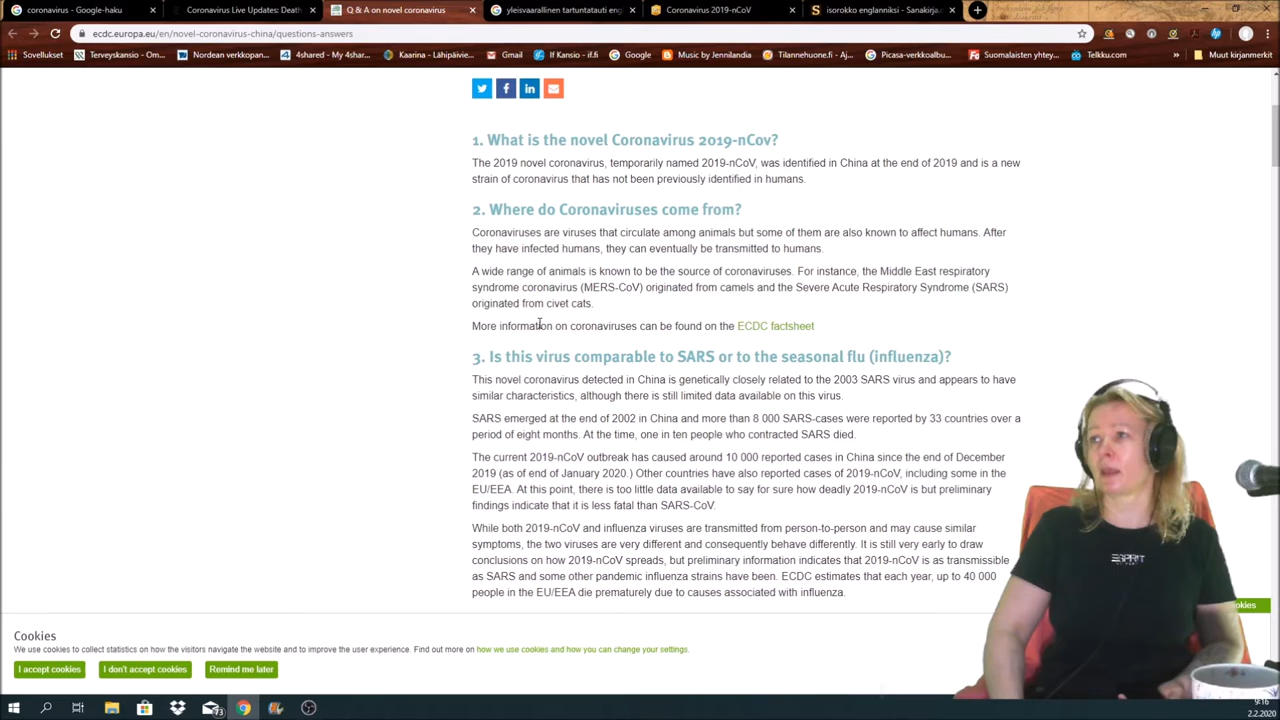 coronavirus - Google-haku
Coronavirus Live Updates: Death
Q & A on novel coronavirus
yleisvaarallinen tartuntatauti eng
Coronavirus 2019-nCoV
isorokko englanniksi - Sanakirja.
ecdc.europa.eu/en/novel-coronavirus-china/questions-answers
Sovellukset
Terveyskansio - Om...
Nordean verkkopan...
4shared - My 4shar...
Kaarina - Lähipalvie...
Gmail
If Kansio - if.fi
Google
Music by Jennilandia
Tilannehuone.fi - Aj...
Picasa-verkkoalbu...
Suomalaisten yhtey...
Telkku.com
Muut kirjanmerkit
1. What is the novel Coronavirus 2019-nCov?
The 2019 novel coronavirus, temporarily named 2019-nCoV, was identified in China at the end of 2019 and is a new
strain of coronavirus that has not been previously identified in humans.
2. Where do Coronaviruses come from?
Coronaviruses are viruses that circulate among animals but some of them are also known to affect humans. After
they have infected humans, they can eventually be transmitted to humans.
A wide range of animals is known to be the source of coronaviruses. For instance, the Middle East respiratory
syndrome coronavirus (MERS-CoV) originated from camels and the Severe Acute Respiratory Syndrome (SARS)
originated from civet cats.
More information on coronaviruses can be found on the ECDC factsheet
3. Is this virus comparable to SARS or to the seasonal flu (influenza)?
This novel coronavirus detected in China is genetically closely related to the 2003 SARS virus and appears to have
similar characteristics, although there is still limited data available on this virus.
SARS emerged at the end of 2002 in China and more than 8 000 SARS-cases were reported by 33 countries over a
period of eight months. At the time, one in ten people who contracted SARS died.
The current 2019-nCoV outbreak has caused around 10 000 reported cases in China since the end of December
2019 (as of end of January 2020.) Other countries have also reported cases of 2019-nCoV, including some in the
EU/EEA. At this point, there is too little data available to say for sure how deadly 2019-nCoV is but preliminary
findings indicate that it is less fatal than SARS-CoV.
While both 2019-nCoV and influenza viruses are transmitted from person-to-person and may cause similar
symptoms, the two viruses are very different and consequently behave differently. It is still very early to draw
conclusions on how 2019-nCoV spreads, but preliminary information indicates that 2019-nCoV is as transmissible
as SARS and some other pandemic influenza strains have been. ECDC estimates that each year, up to 40 000
people in the EU/EEA die prematurely due to causes associated with influenza.
ESPRIT
okies
Cookies
We use cookies to collect statistics on how the visitors navigate the website and to improve the user experience. Find out more on how we use cookies and how you can change your settings.
I accept cookies
I don't accept cookies
Remind me later
73
9:16
2.2.2020